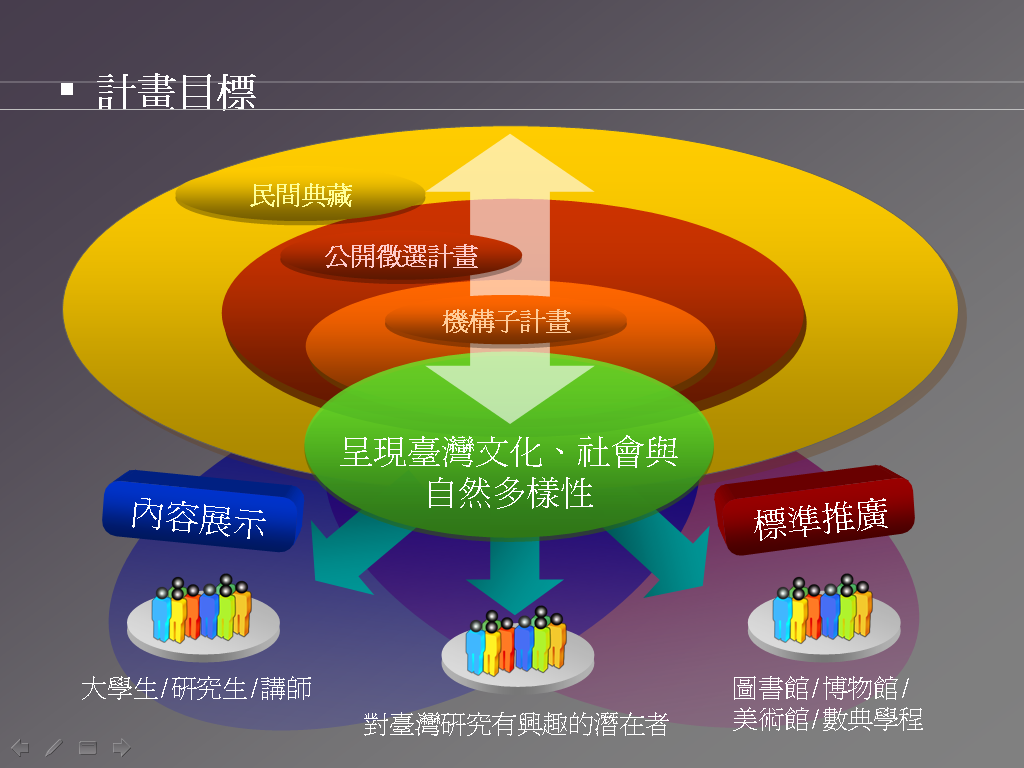 計畫目標
民間典藏
公開徵選計畫
機構子計畫
呈現臺灣文化、社會與
自然多樣性
內容展示
標準推廣
大學生/研究生/講師
對臺灣研究有興趣的潛在者
圖書館/博物館/
美術館/數典學程